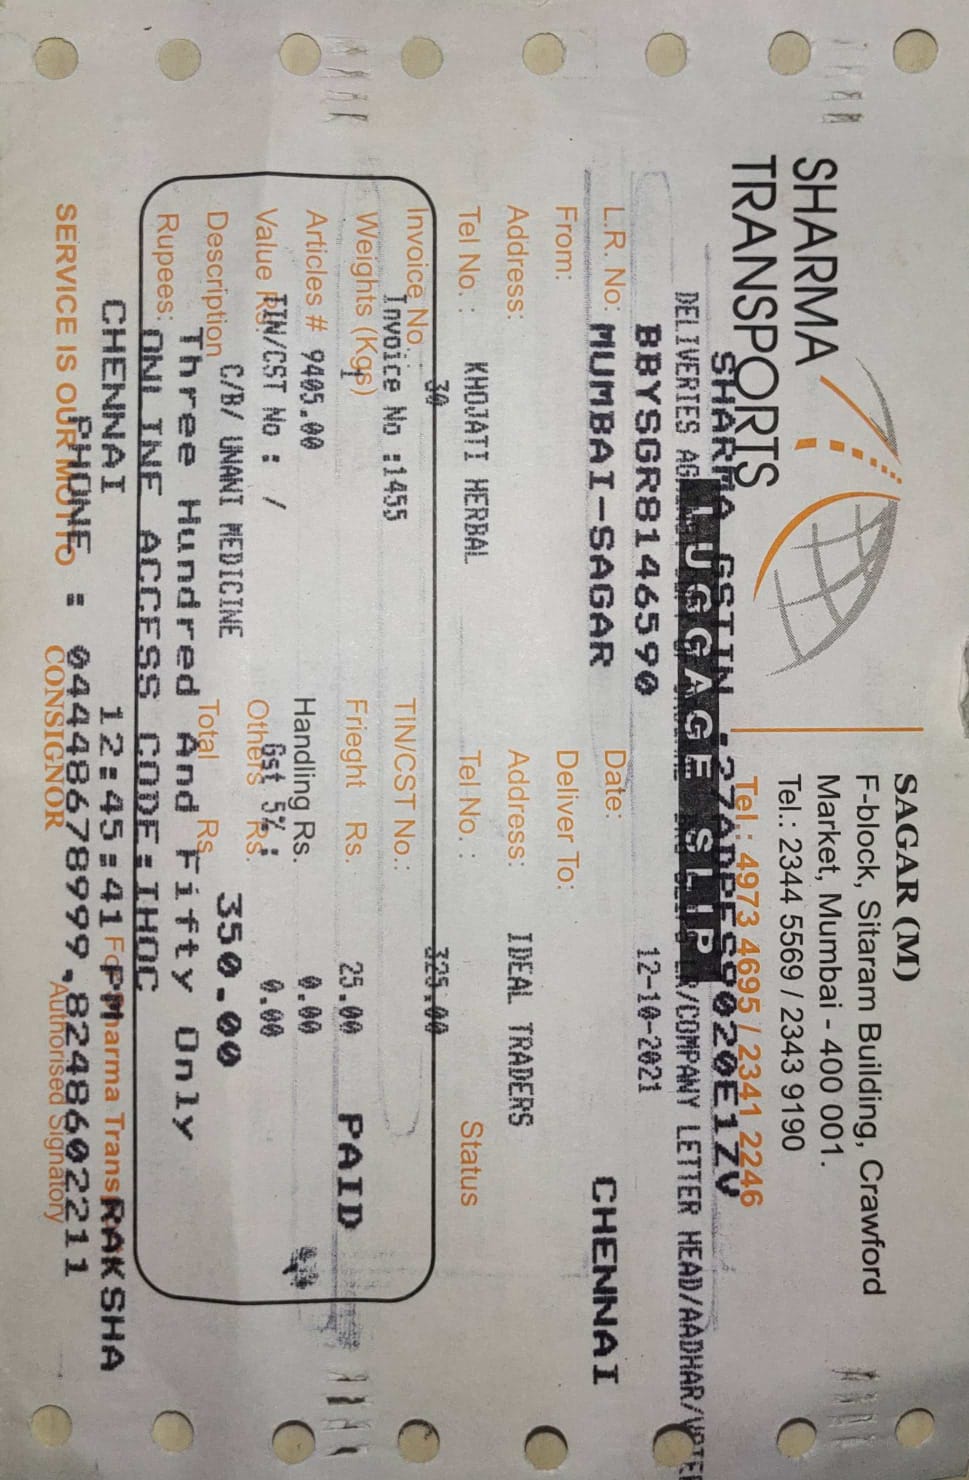 SHARMA
TRANSPORTS
SAGAR (M)
F-block, Sitaram Building, Crawford
Market, Mumbai - 400 001.
Tel.: 2344 5569 / 2343 9190
Tel.: 4973 4695 / 2341 2246
SHARMA GSTIN
LUGGAGE SLIP
DELIVERIES /COMPANY LETTER HEAD/AADHAR/
BBYSGR8146590 12-10-2021
L.R. No: MUMBAI-SAGAR Date: CHENNAI
From: Deliver To:
Address: Address: IDEAL TRADERS
Tel No. : KHOJATI HERBAL Tel No. : Status
30 325.00
Invoice No. Invoice No :1455 TIN/CST No.:
Weights (Kgs) Frieght Rs. 25.00 PAID
Articles # 9405.00 Handling Rs. 0.00
Value Rs. TIN/CST No : / Others Rs. Gst 5% : 0.00
Description C/B/ UNANI MEDICINE Total Rs. 350.00
Three Hundred And Fifty Only
Rupees: ONLINE ACCESS CODE:IHOC
CHENNAI 12:45:41 PM For Sharma RAKSHA
PHONE : 04448678999,8248602211
SERVICE IS OUR MOTTO CONSIGNOR Authorised Signatory